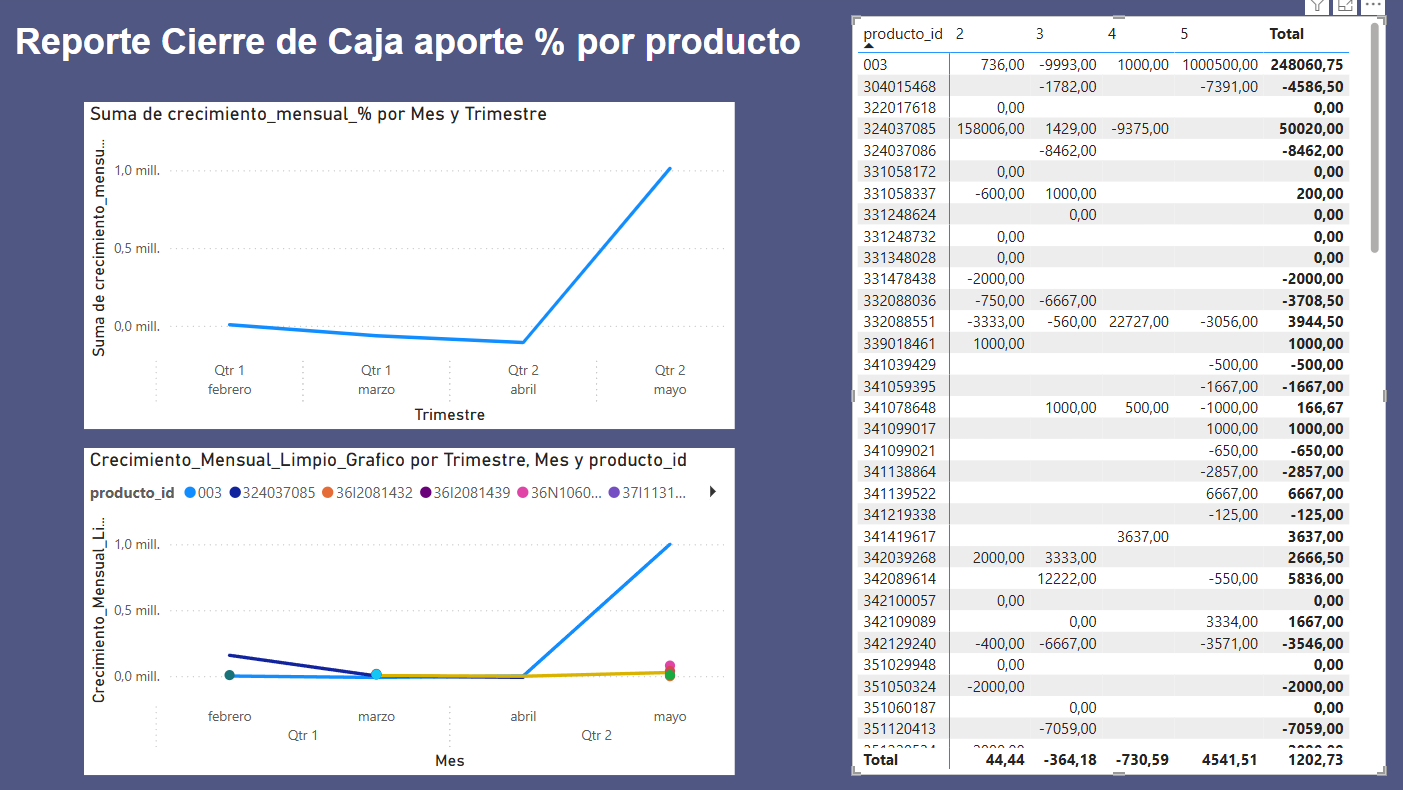 Reporte Cierre de Caja aporte % por producto
Suma de crecimiento_mensual_% por Mes y Trimestre
Suma de crecimiento_mensu...
1,0 mill.
0,5 mill.
0,0 mill.
Qtr 1 Qtr 1 Qtr 2 Qtr 2
febrero marzo abril mayo
Trimestre
Crecimiento_Mensual_Limpio_Grafico por Trimestre, Mes y producto_id
producto_id 003 324037085 36I2081432 36I2081439 36N1060... 37I1131...
Crecimiento_Mensual_Li...
1,0 mill.
0,5 mill.
0,0 mill.
febrero marzo abril mayo
Qtr 1 Qtr 2
Mes
producto_id 2 3 4 5 Total
003 736,00 -9993,00 1000,00 1000500,00 248060,75
304015468 -1782,00 -7391,00 -4586,50
322017618 0,00 0,00
324037085 158006,00 1429,00 -9375,00 50020,00
324037086 -8462,00 -8462,00
331058172 0,00 0,00
331058337 -600,00 1000,00 200,00
331248624 0,00 0,00
331248732 0,00 0,00
331348028 0,00 0,00
331478438 -2000,00 -2000,00
332088036 -750,00 -6667,00 -3708,50
332088551 -3333,00 -560,00 22727,00 -3056,00 3944,50
339018461 1000,00 1000,00
341039429 -500,00 -500,00
341059395 -1667,00 -1667,00
341078648 1000,00 500,00 -1000,00 166,67
341099017 1000,00 1000,00
341099021 -650,00 -650,00
341138864 -2857,00 -2857,00
341139522 6667,00 6667,00
341219338 -125,00 -125,00
341419617 3637,00 3637,00
342039268 2000,00 3333,00 2666,50
342089614 12222,00 -550,00 5836,00
342100057 0,00 0,00
342109089 0,00 3334,00 1667,00
342129240 -400,00 -6667,00 -3571,00 -3546,00
351029948 0,00 0,00
351050324 -2000,00 -2000,00
351060187 0,00 0,00
351120413 -7059,00 -7059,00
Total 44,44 -364,18 -730,59 4541,51 1202,73